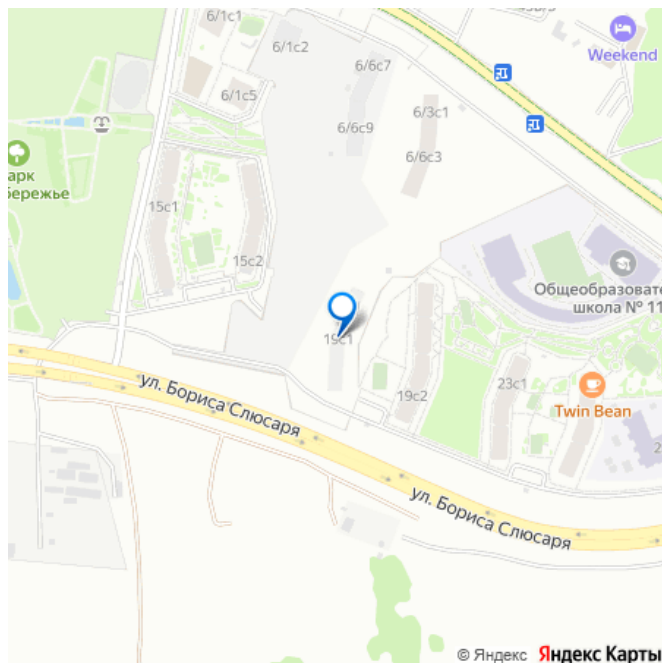 6/1с1
6/1с2
6/6с7
6/1с5
6/3с1
6/6с9
6/6с3
Weekend
арк
бережье
15с1
15с2
Общеобразовате
школа № 11
19с1
19с2
23с1
Twin Bean
ул. Бориса Слюсаря
ул. Бориса Слюсаря
© Яндекс Яндекс Карты